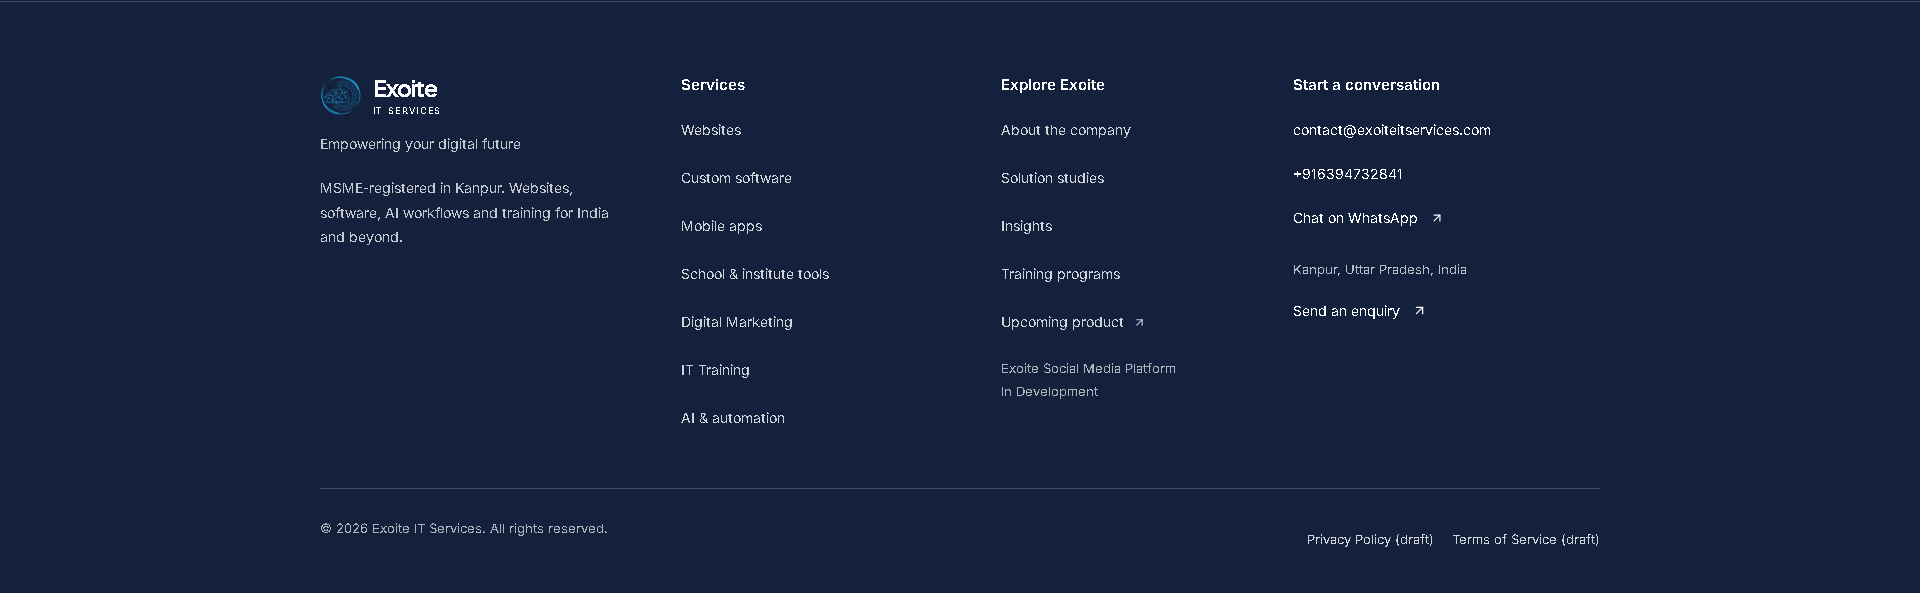 Exoite
IT SERVICES
Empowering your digital future
MSME-registered in Kanpur. Websites,
software, AI workflows and training for India
and beyond.
Services
Websites
Custom software
Mobile apps
School & institute tools
Digital Marketing
IT Training
AI & automation
Explore Exoite
About the company
Solution studies
Insights
Training programs
Upcoming product
Exoite Social Media Platform
In Development
Start a conversation
contact@exoiteitservices.com
+916394732841
Chat on WhatsApp
Kanpur, Uttar Pradesh, India
Send an enquiry
© 2026 Exoite IT Services. All rights reserved.
Privacy Policy (draft) Terms of Service (draft)